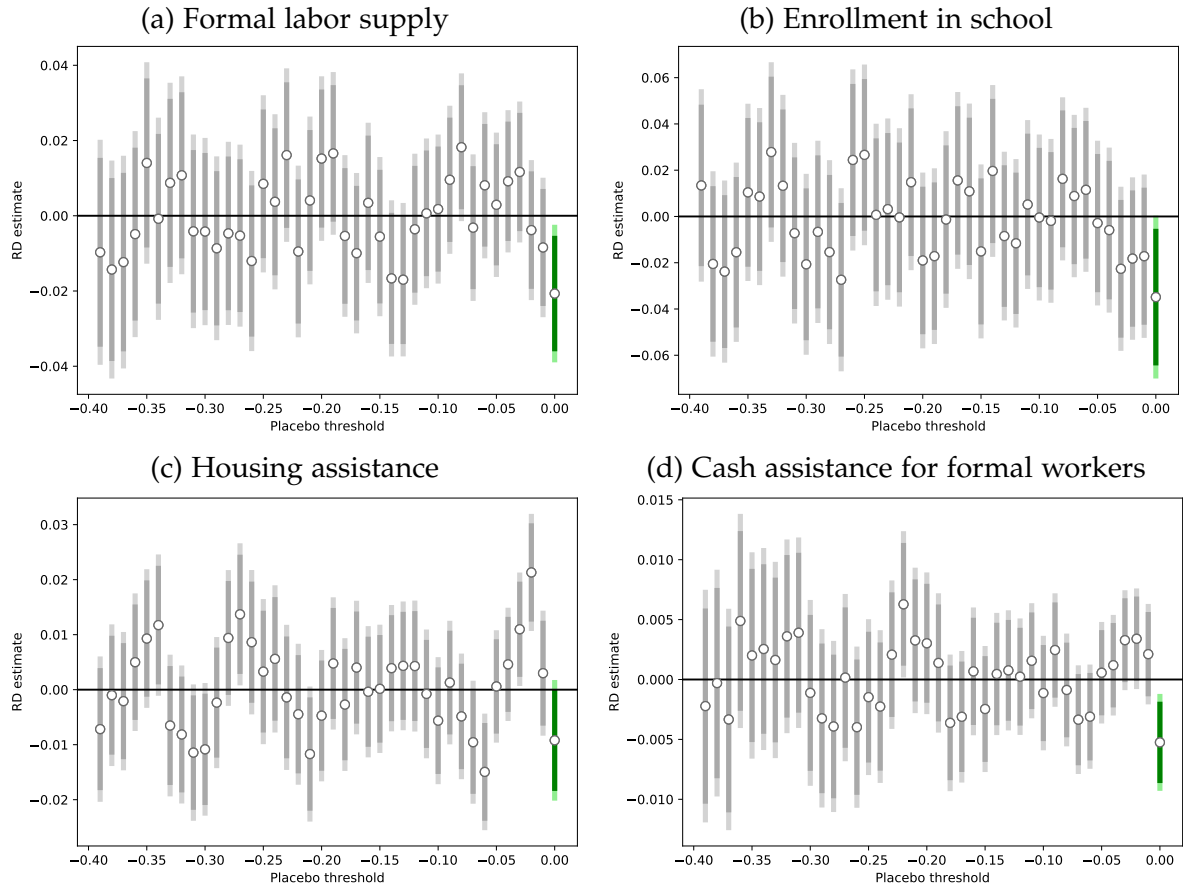 (a) Formal labor supply
0.04
0.02
0.00
−0.02
−0.04
RD estimate
−0.40 −0.35 −0.30 −0.25 −0.20 −0.15 −0.10 −0.05 0.00
Placebo threshold
(b) Enrollment in school
0.06
0.04
0.02
0.00
−0.02
−0.04
−0.06
RD estimate
−0.40 −0.35 −0.30 −0.25 −0.20 −0.15 −0.10 −0.05 0.00
Placebo threshold
(c) Housing assistance
0.03
0.02
0.01
0.00
−0.01
−0.02
RD estimate
−0.40 −0.35 −0.30 −0.25 −0.20 −0.15 −0.10 −0.05 0.00
Placebo threshold
(d) Cash assistance for formal workers
0.015
0.010
0.005
0.000
−0.005
−0.010
RD estimate
−0.40 −0.35 −0.30 −0.25 −0.20 −0.15 −0.10 −0.05 0.00
Placebo threshold